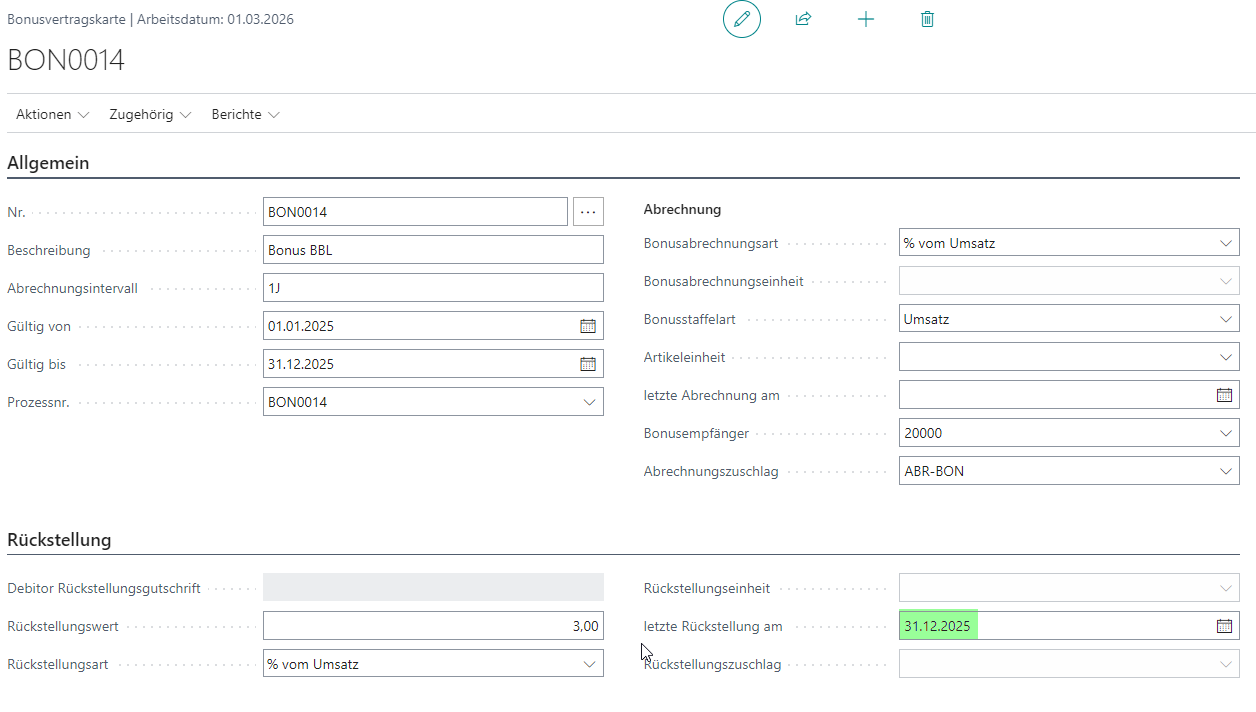 Bonusvertragskarte | Arbeitsdatum: 01.03.2026
BON0014
Aktionen Zugehörig Berichte
Allgemein
Nr. BON0014 ...
Beschreibung Bonus BBL
Abrechnungsintervall 1J
Gültig von 01.01.2025
Gültig bis 31.12.2025
Prozessnr. BON0014
Abrechnung
Bonusabrechnungsart % vom Umsatz
Bonusabrechnungseinheit
Bonusstaffelart Umsatz
Artikeleinheit
letzte Abrechnung am
Bonusempfänger 20000
Abrechnungszuschlag ABR-BON
Rückstellung
Debitor Rückstellungsgutschrift
Rückstellungswert 3,00
Rückstellungsart % vom Umsatz
Rückstellungseinheit
letzte Rückstellung am 31.12.2025
Rückstellungszuschlag